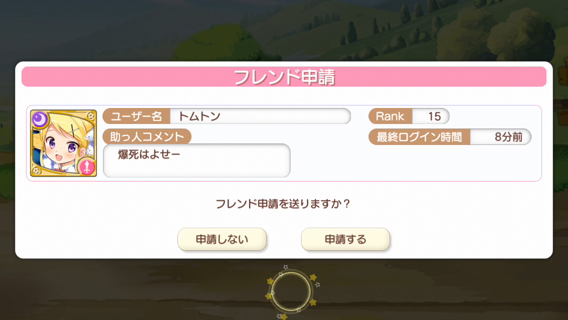 フレンド申請
ユーザー名 トムトン
Rank 15
助っ人コメント
最終ログイン時間 8分前
爆死はよせー
フレンド申請を送りますか?
申請しない 申請する